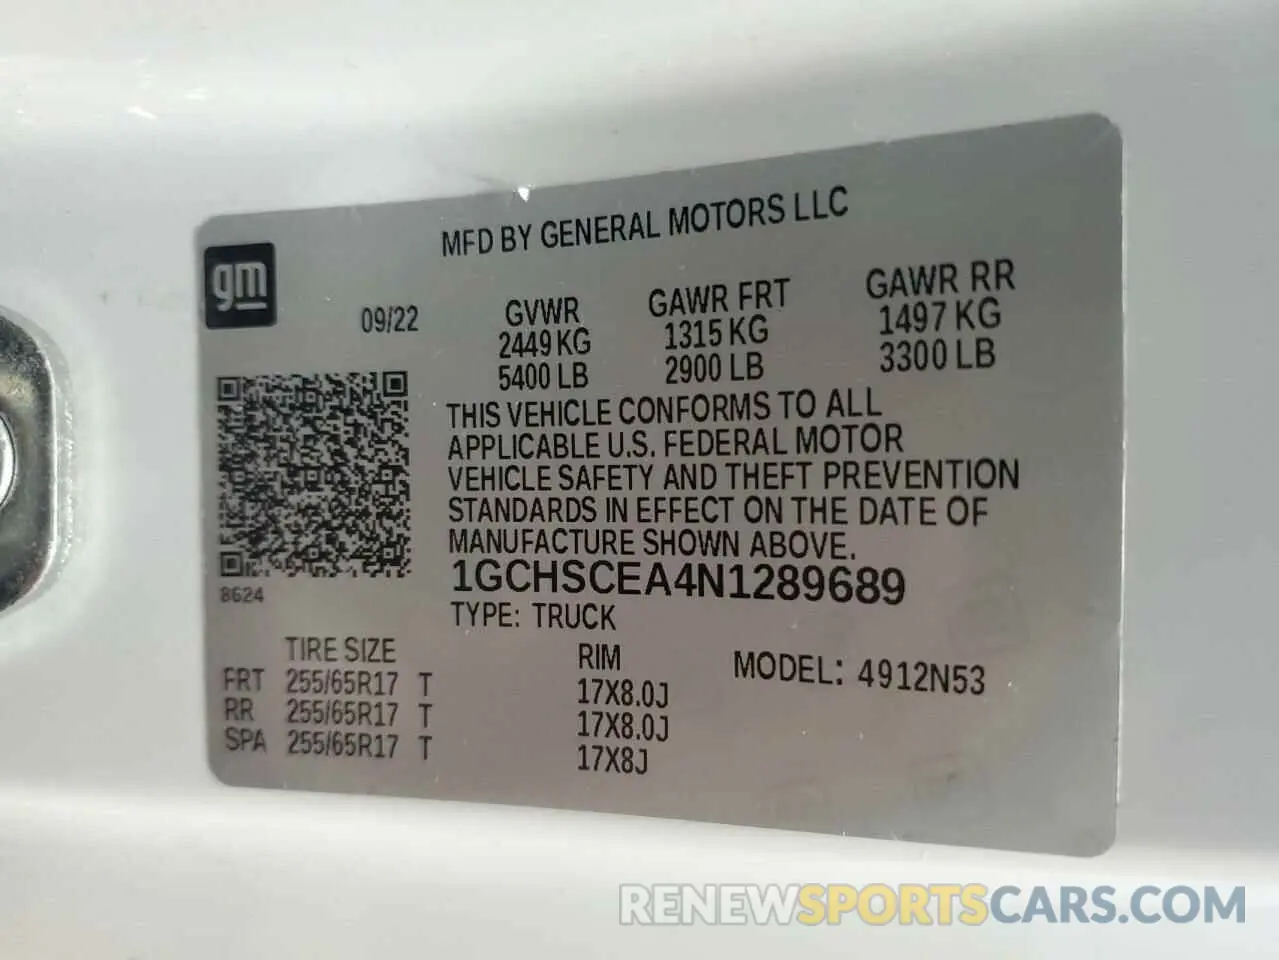 MFD BY GENERAL MOTORS LLC
gm
09/22
GVWR GAWR FRT GAWR RR
2449 KG 1315 KG 1497 KG
5400 LB 2900 LB 3300 LB
THIS VEHICLE CONFORMS TO ALL
APPLICABLE U.S. FEDERAL MOTOR
VEHICLE SAFETY AND THEFT PREVENTION
STANDARDS IN EFFECT ON THE DATE OF
MANUFACTURE SHOWN ABOVE.
8624
1GCHSCEA4N1289689
TYPE: TRUCK
TIRE SIZE RIM MODEL: 4912N53
FRT 255/65R17 T 17X8.0J
RR 255/65R17 T 17X8.0J
SPA 255/65R17 T 17X8J
RENEWSPORTSCARS.COM